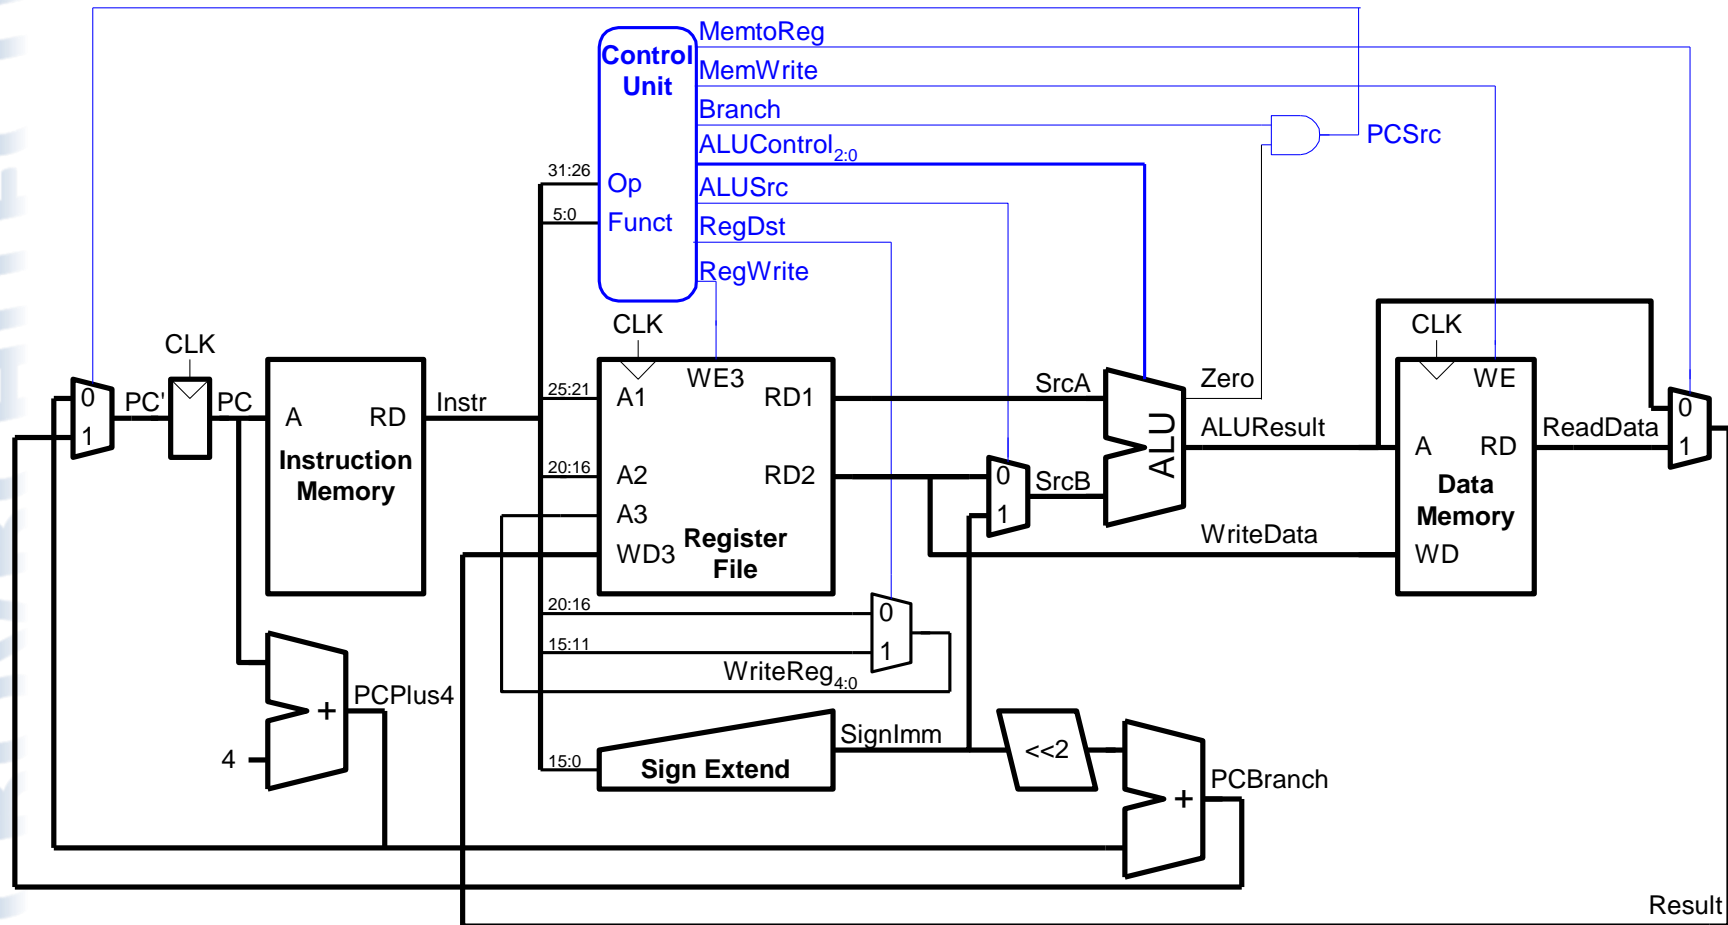 MemtoReg
Control
Unit
MemWrite
Branch
ALUControl2:0
PCSrc
31:26
Op
ALUSrc
5:0
Funct
RegDst
RegWrite
CLK
CLK
CLK
0
1
PC'
PC
A
RD
Instruction
Memory
Instr
25:21
A1
WE3
RD1
20:16
A2
RD2
A3
WD3
Register
File
SrcA
0
1
SrcB
ALU
Zero
ALUResult
WriteData
WE
A
RD
Data
Memory
WD
ReadData
0
1
20:16
0
15:11
1
WriteReg4:0
PCPlus4
+
4
15:0
Sign Extend
SignImm
<<2
+
PCBranch
Result